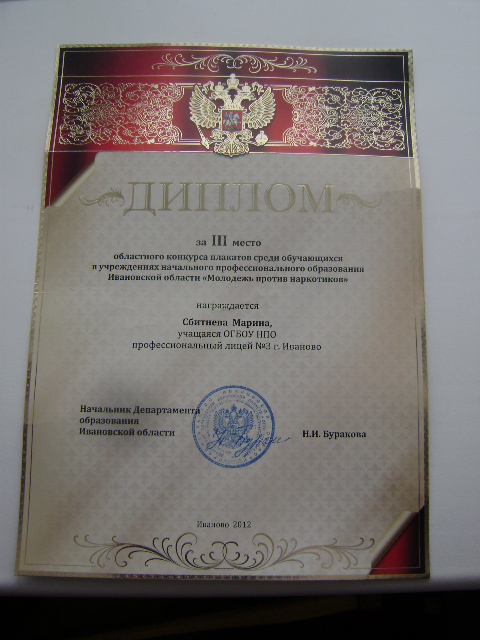 ДИПЛОМ
за III место
областного конкурса плакатов среди обучающихся
в учреждениях начального профессионального образования
Ивановской области «Молодежь против наркотиков»
награждается
Сбитнева Марина,
учащаяся ОГБОУ НПО
профессиональный лицей №3 г. Иваново
Начальник Департамента
образования
Ивановской области
Н.И. Буракова
Иваново 2012